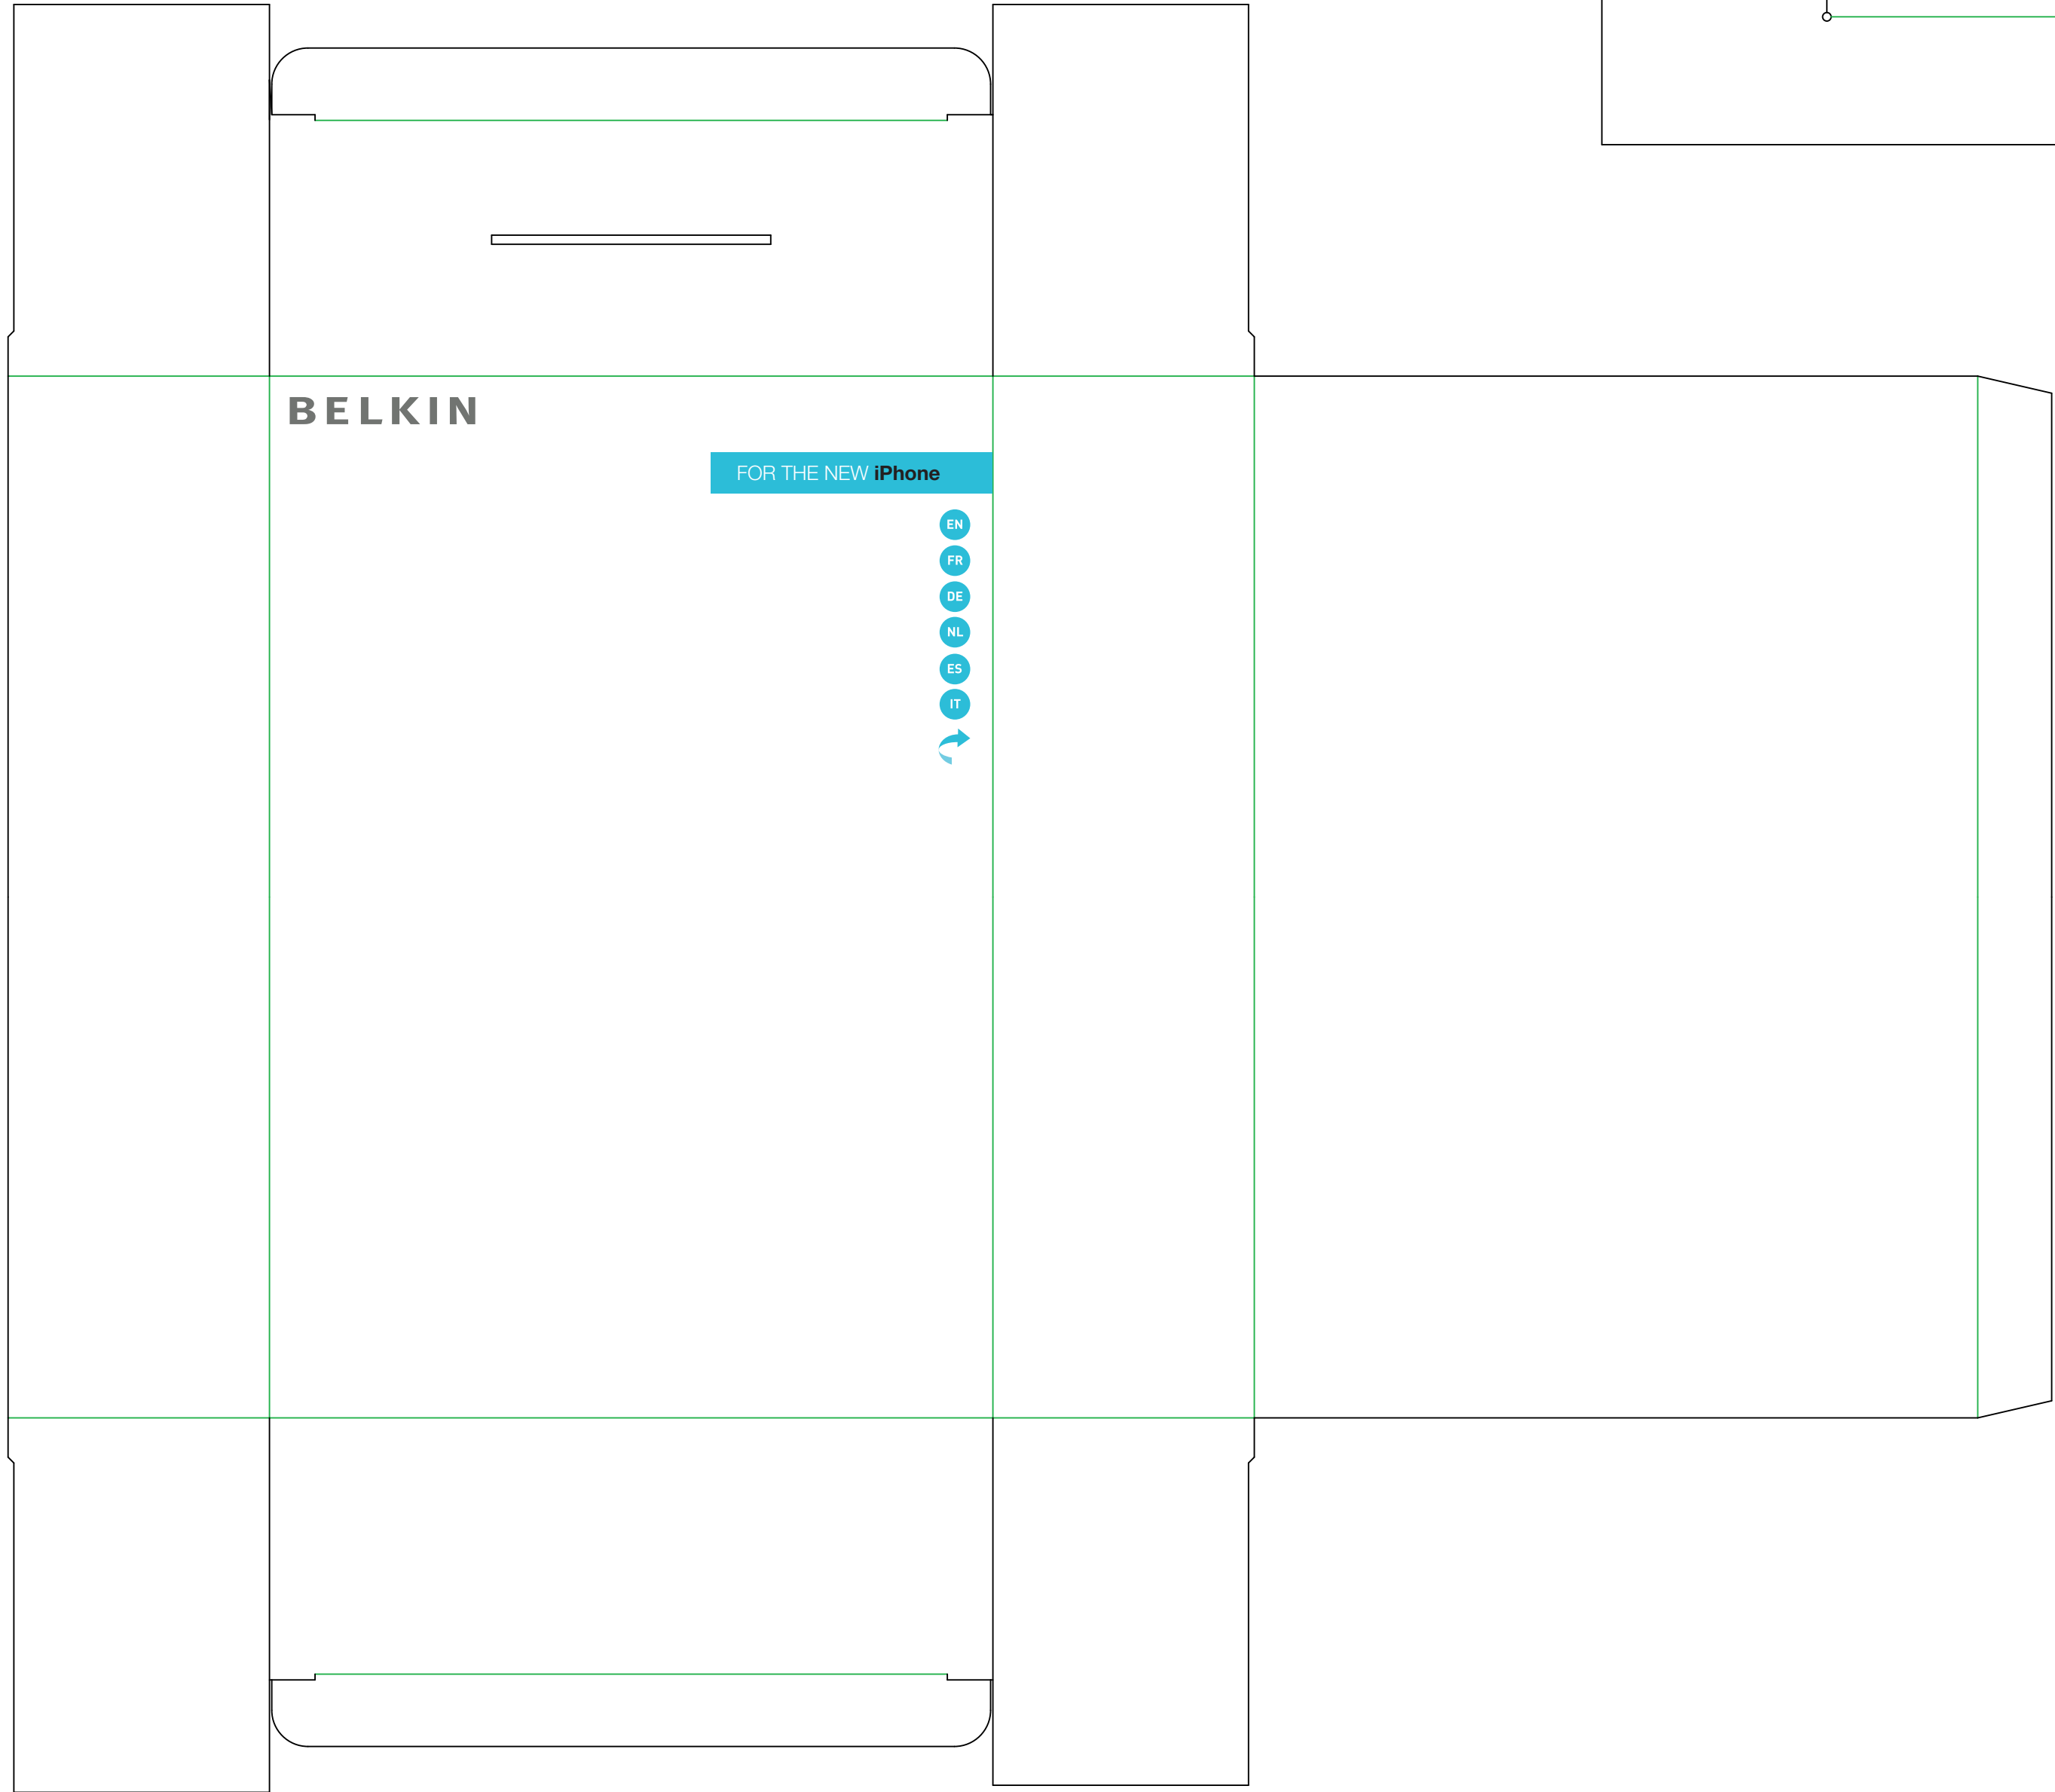 BELKIN
FOR THE NEW iPhone
EN
FR
DE
NL
ES
IT